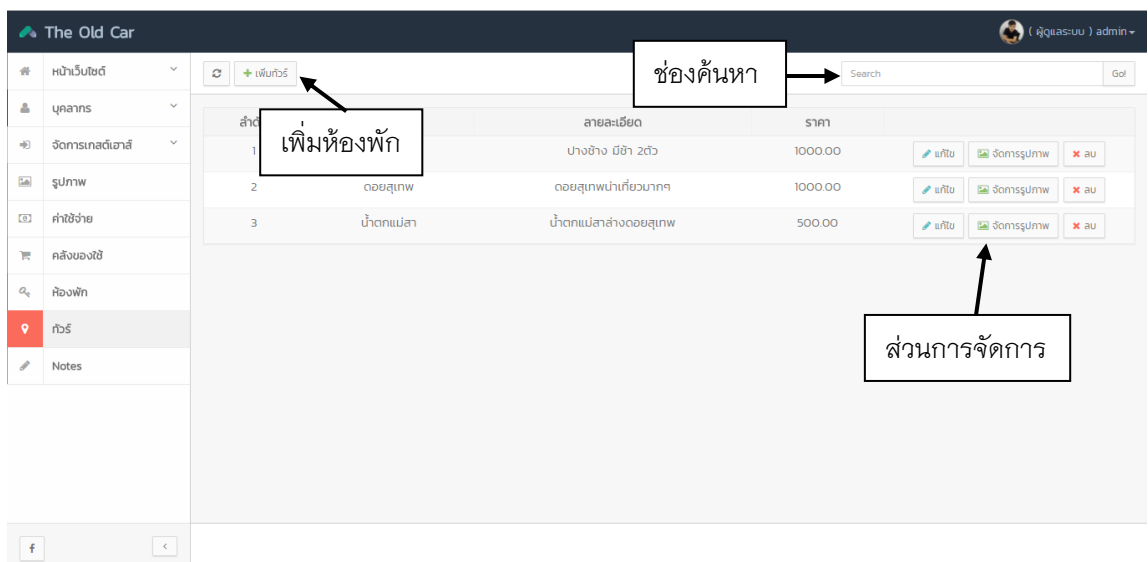 The Old Car
( ผู้ดูแลระบบ ) admin
หน้าเว็บไซต์
บุคลากร
จัดการเกสต์เฮาส์
รูปภาพ
ค่าใช้จ่าย
คลังของใช้
ห้องพัก
ทัวร์
Notes
เพิ่มทัวร์
ช่องค้นหา
Search
Go!
เพิ่มห้องพัก
ลายละเอียด ราคา
1 ปางช้าง มีช้า 2ตัว 1000.00 แก้ไข จัดการรูปภาพ ลบ
2 ดอยสุเทพ ดอยสุเทพน่าเที่ยวมากๆ 1000.00 แก้ไข จัดการรูปภาพ ลบ
3 น้ำตกแม่สา น้ำตกแม่สาล่างดอยสุเทพ 500.00 แก้ไข จัดการรูปภาพ ลบ
ส่วนการจัดการ